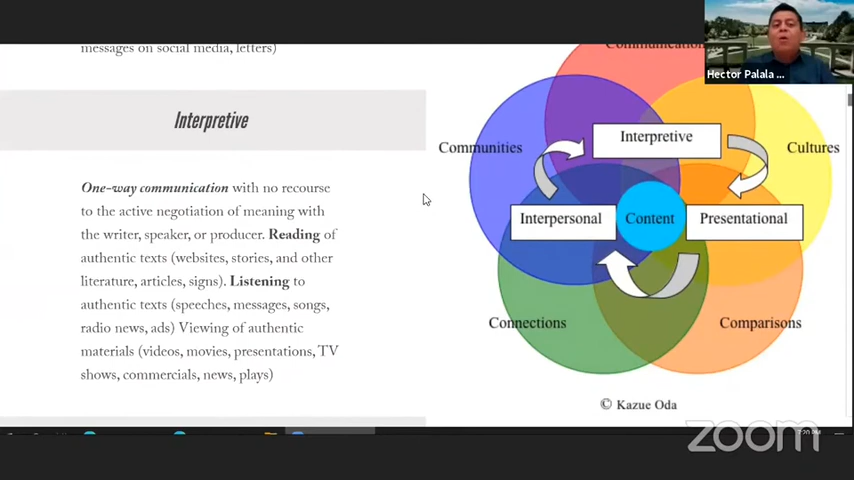 messages on social media, letters)
Interpretive
One-way communication with no recourse
to the active negotiation of meaning with
the writer, speaker, or producer. Reading of
authentic texts (websites, stories, and other
literature, articles, signs). Listening to
authentic texts (speeches, messages, songs,
radio news, ads) Viewing of authentic
materials (videos, movies, presentations, TV
shows, commercials, news, plays)
Hector Palala ...
Communities
Interpretive
Cultures
Interpersonal
Content
Presentational
Connections
Comparisons
© Kazue Oda
zoom